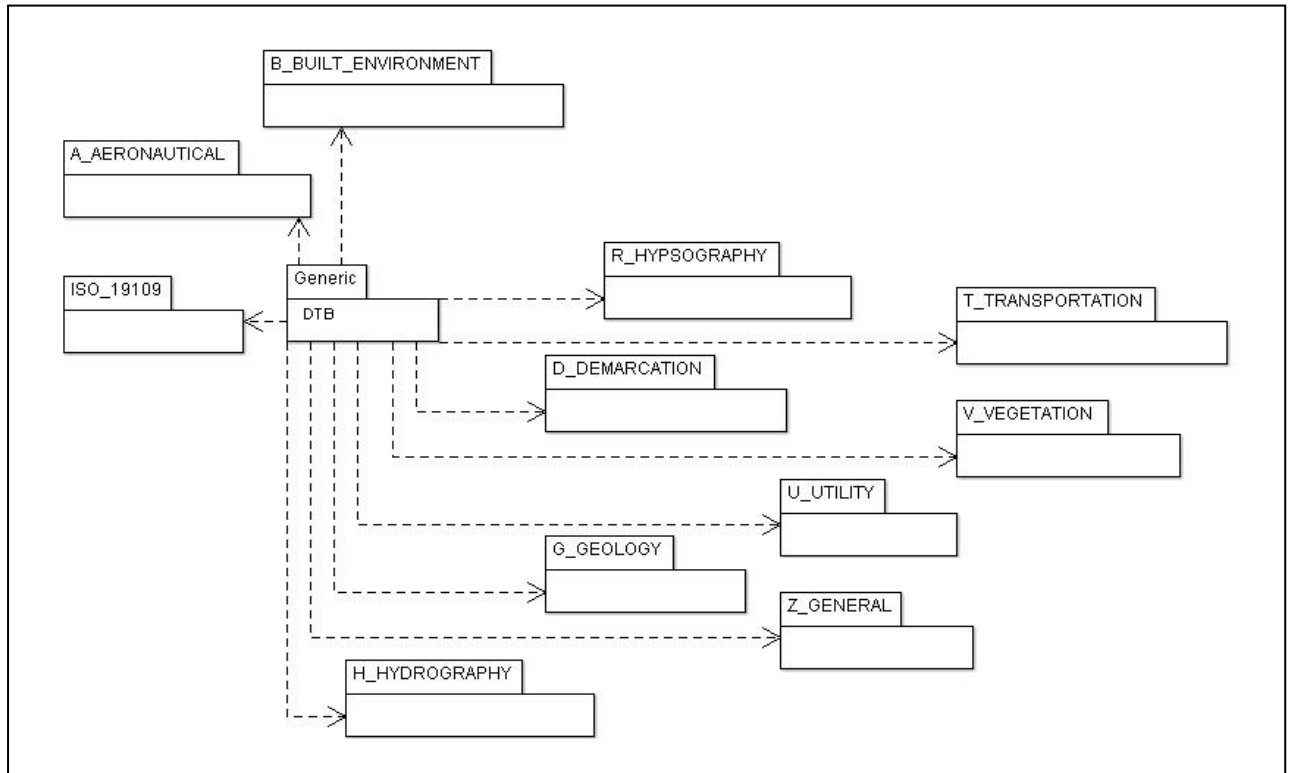 B_BUILT_ENVIRONMENT
A_AERONAUTICAL
R_HYPSOGRAPHY
Generic
DTB
ISO_19109
T_TRANSPORTATION
D_DEMARCATION
V_VEGETATION
U_UTILITY
G_GEOLOGY
Z_GENERAL
H_HYDROGRAPHY